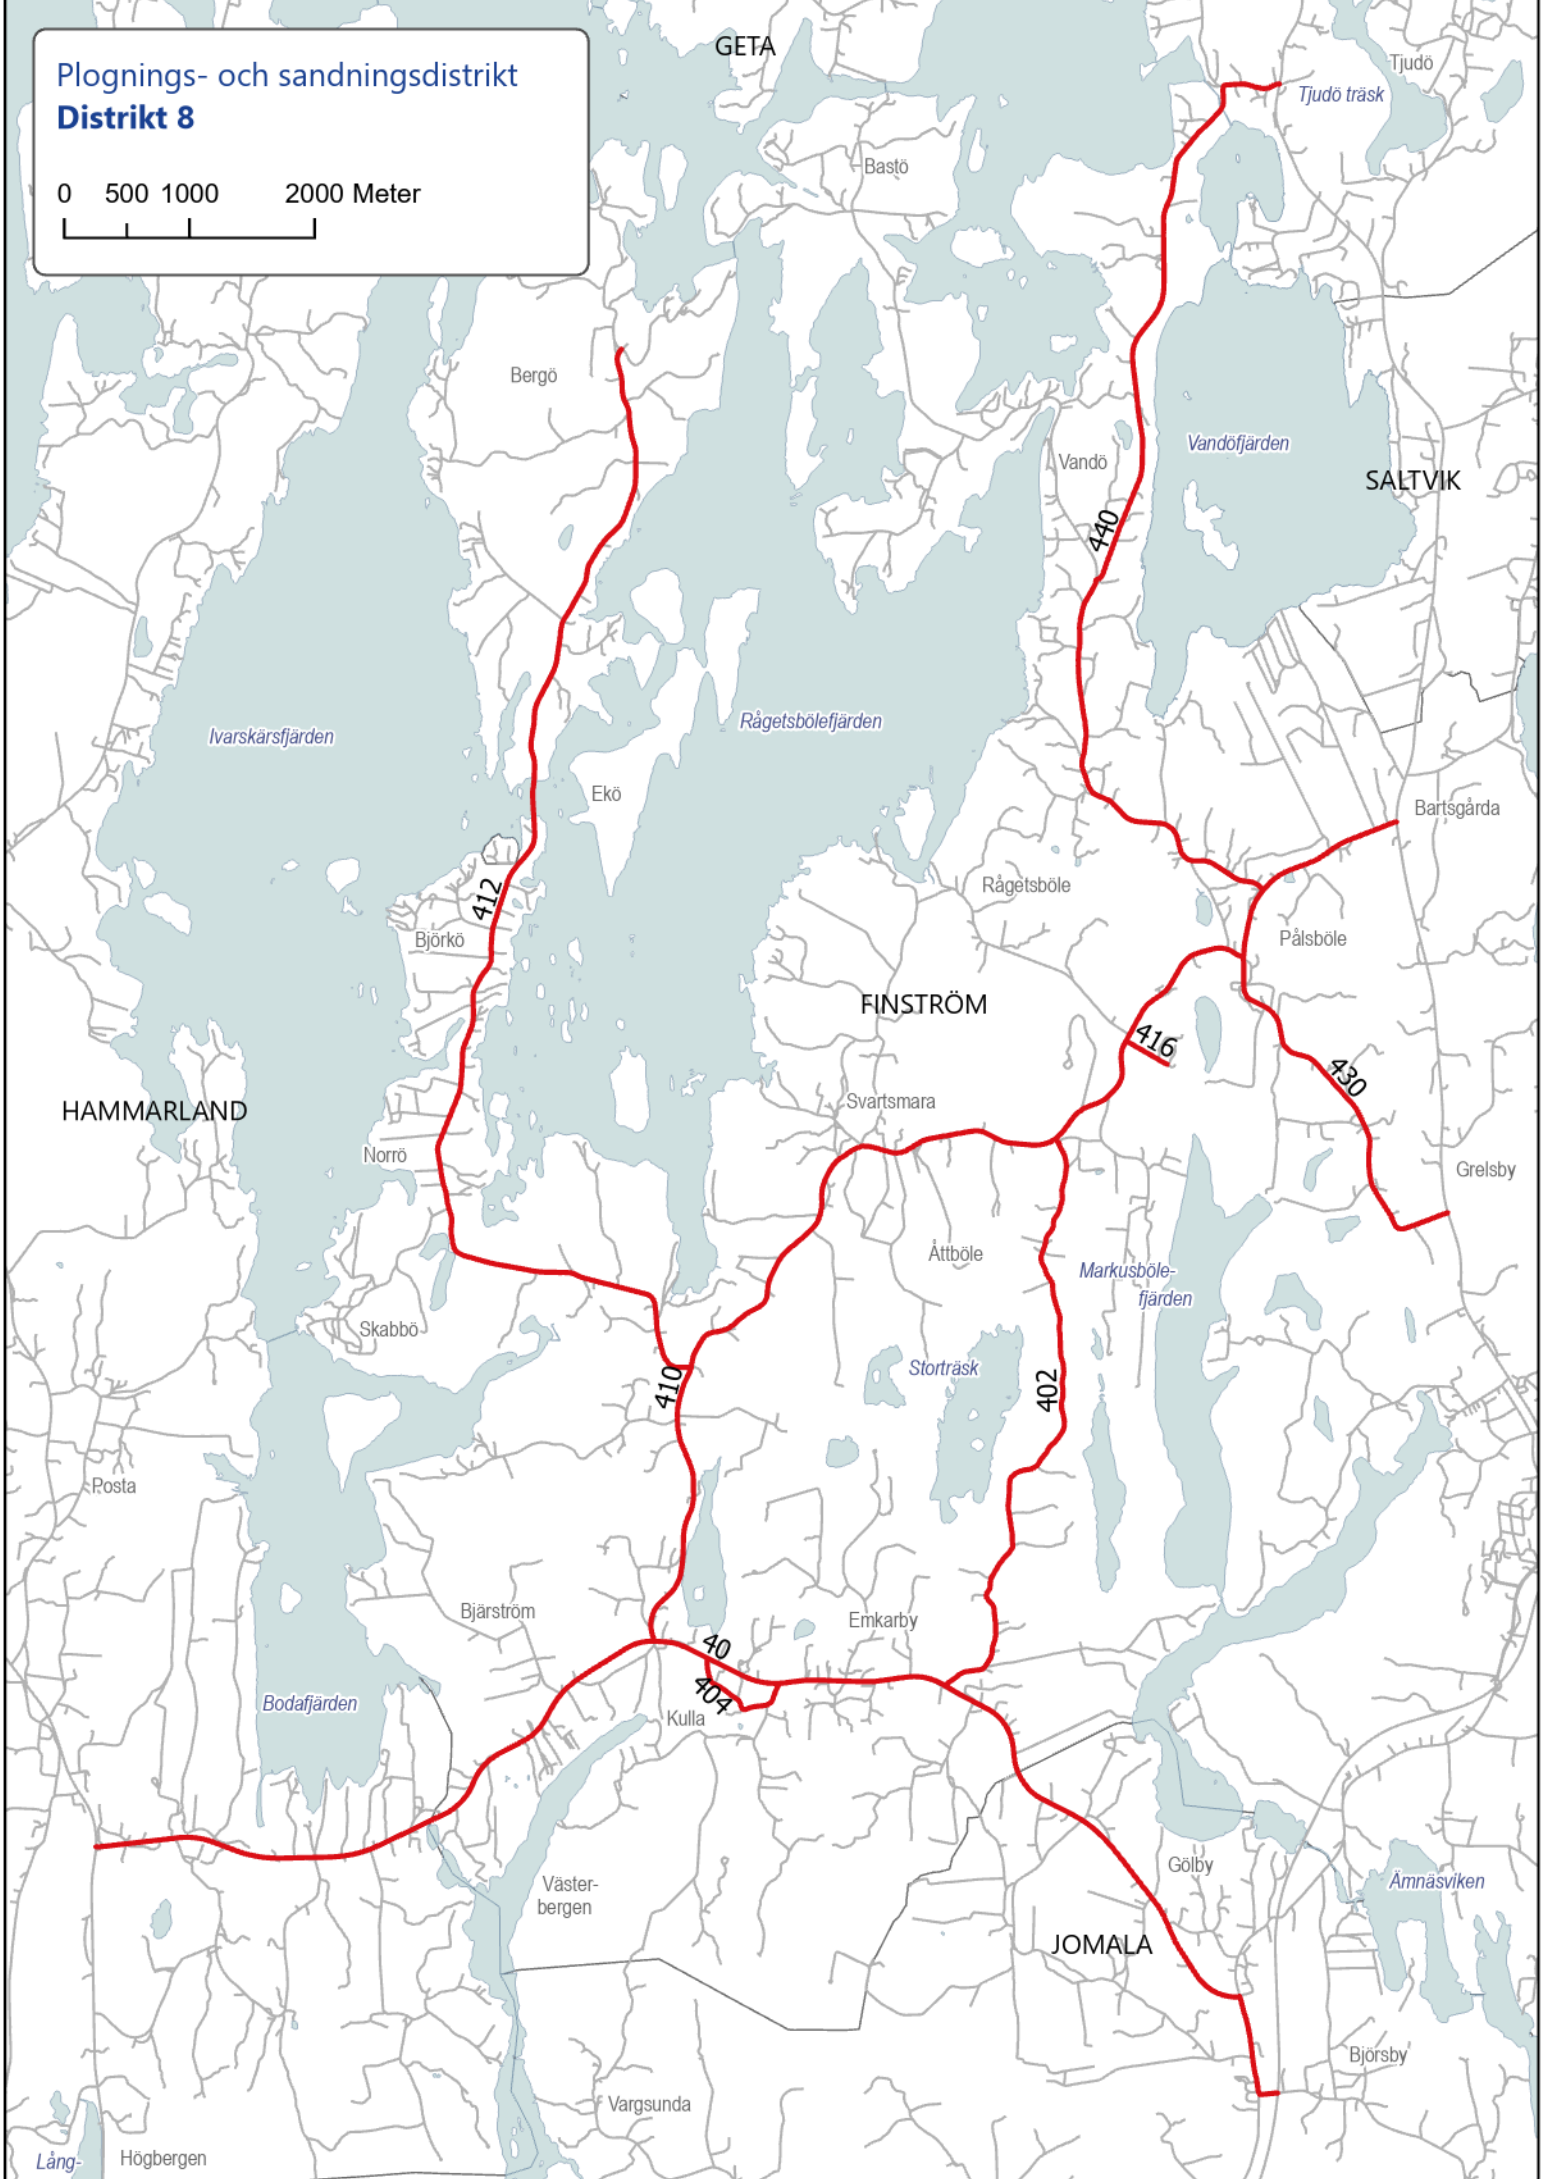 Plognings- och sandningsdistrikt
Distrikt 8
0 500 1000 2000 Meter
GETA
Tjudö
Tjudö träsk
Bastö
Bergö
Vandöfjärden
Vandö
SALTVIK
440
Rågetsbölefjärden
Ivarskärsfjärden
Ekö
Bartsgårda
Rågetsböle
412
Björkö
Pålsböle
FINSTRÖM
416
430
Svartsmara
HAMMARLAND
Norrö
Grelsby
Åttböle
Markusböle-
fjärden
Skabbö
Storträsk
410
402
Posta
Bjärström
Emkarby
40
404
Bodafjärden
Kulla
Gölby
Ämnäsviken
Väster-
bergen
JOMALA
Björsby
Vargsunda
Högbergen
Lång-